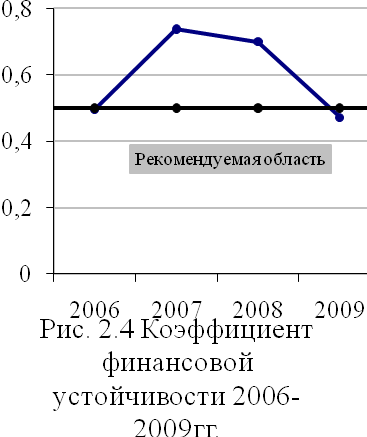 0,8
0,6
0,4
Рекомендуемая область
0,2
0
2006 2007 2008 2009
Рис. 2.4 Коэффициент
финансовой
устойчивости 2006-
2009гг.